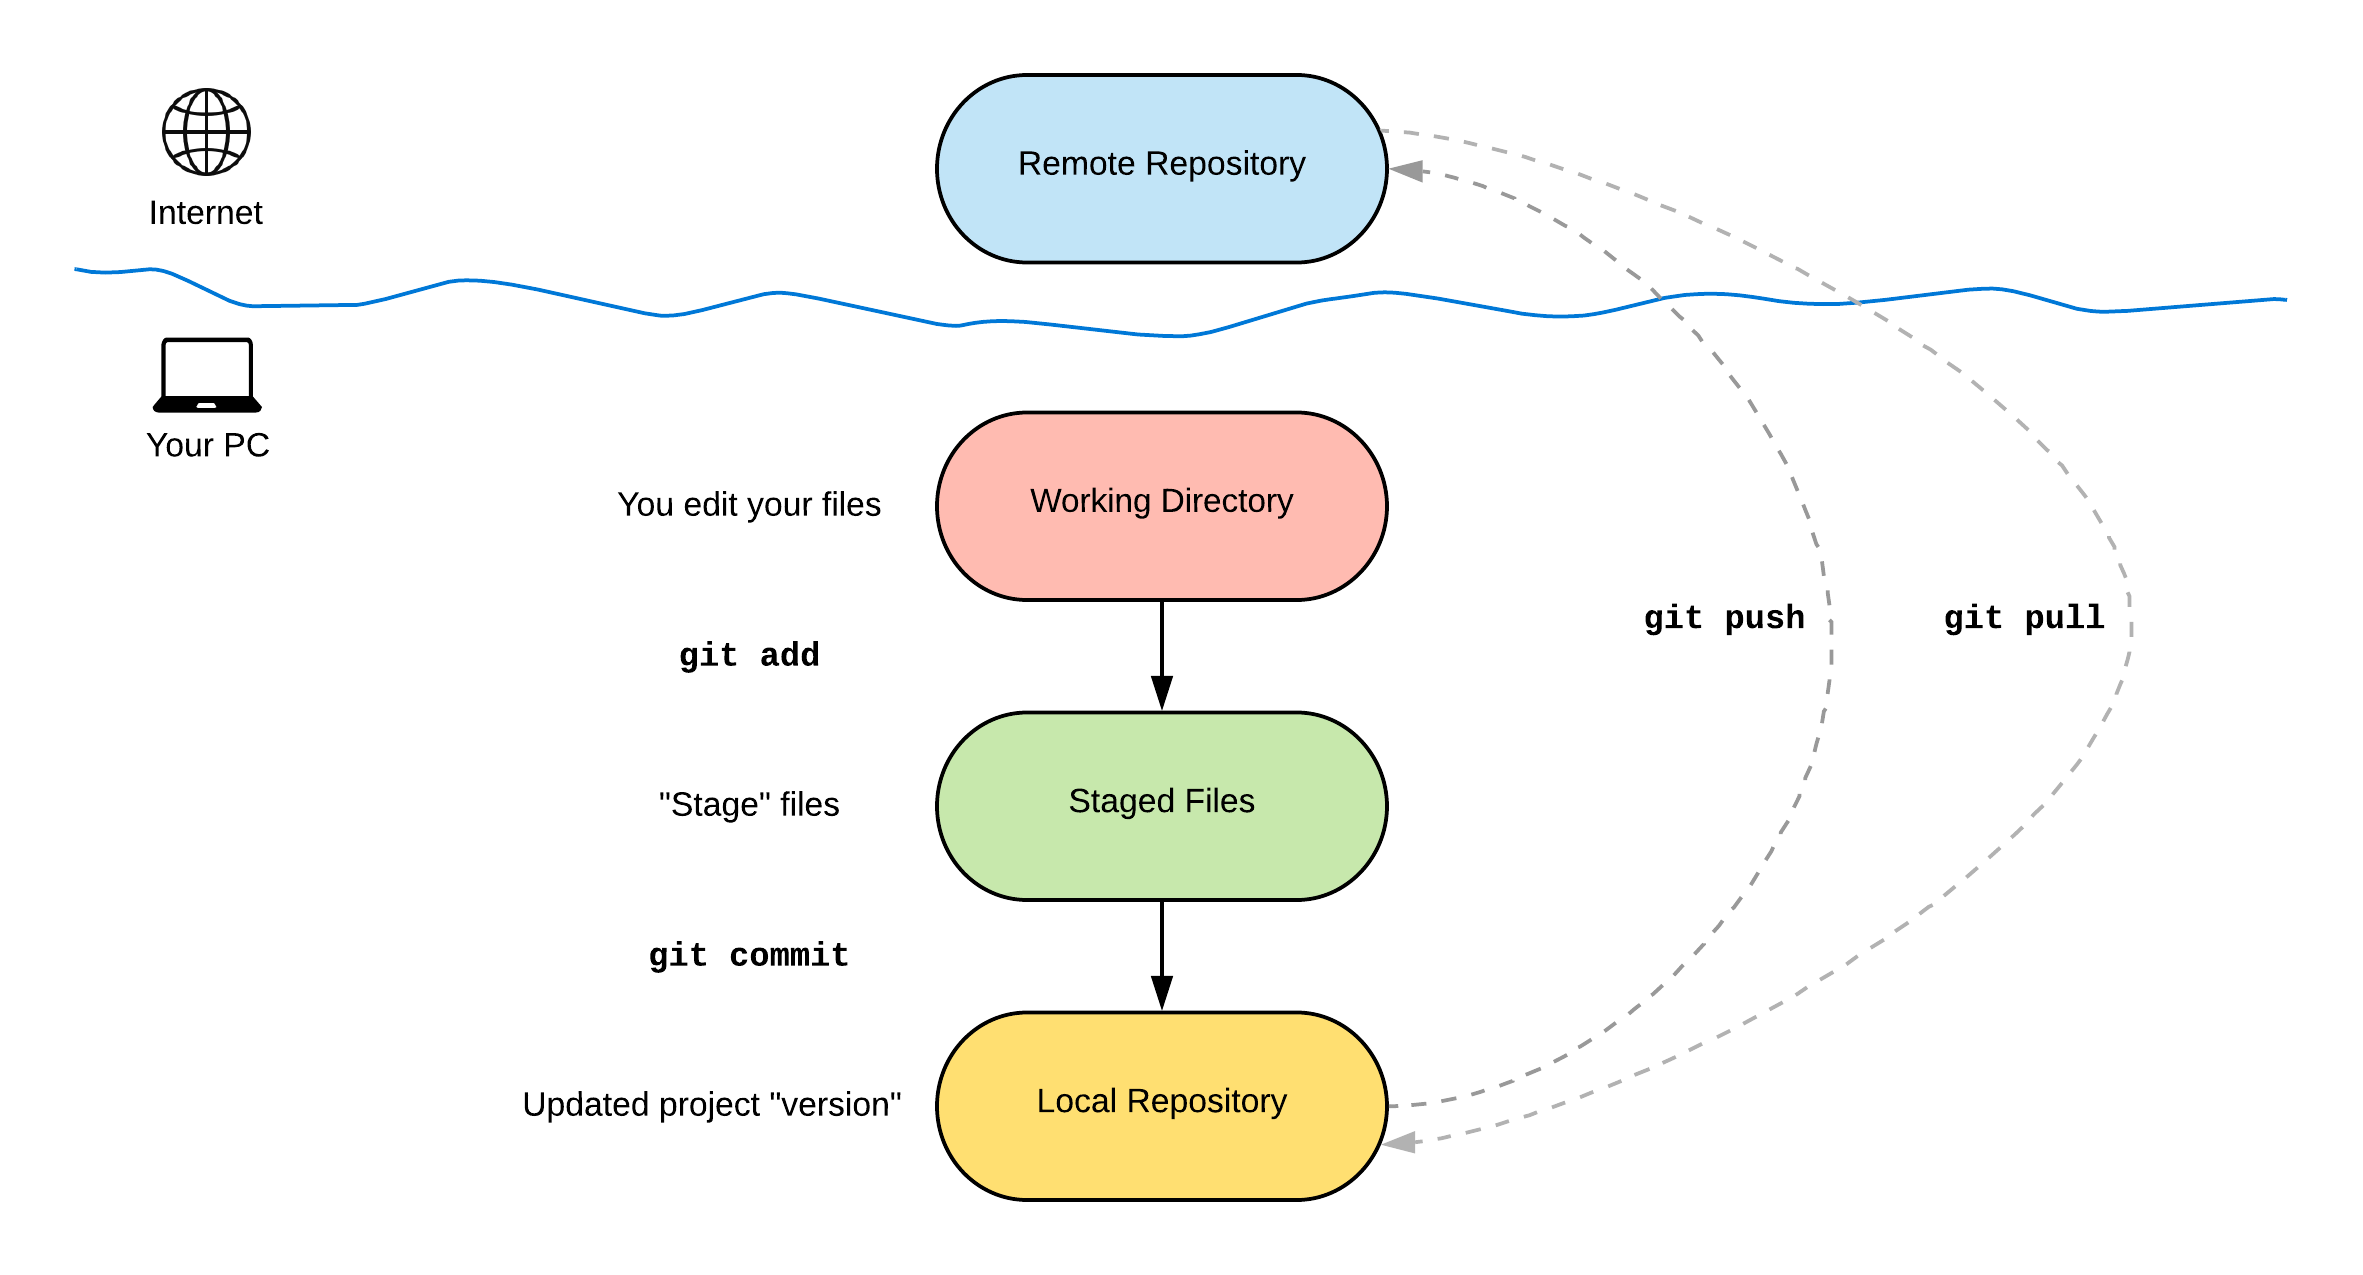 Internet
Remote Repository
Your PC
You edit your files
Working Directory
git add
git push
git pull
"Stage" files
Staged Files
git commit
Updated project "version"
Local Repository